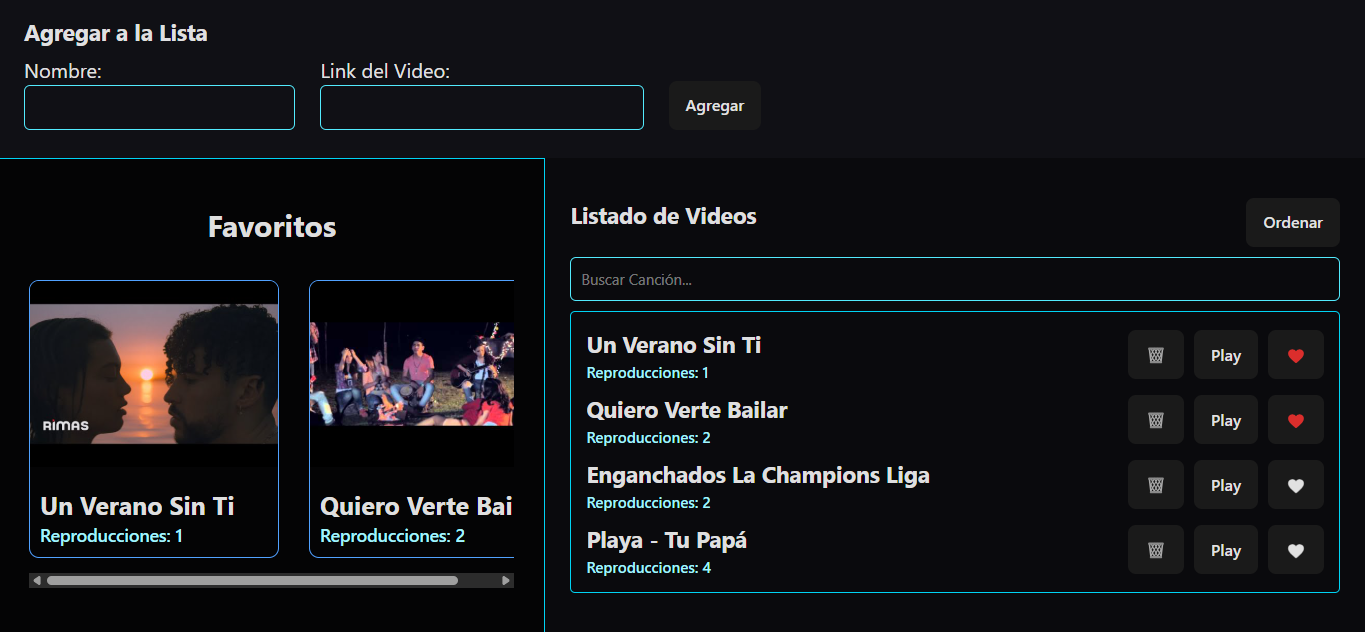 Agregar a la Lista
Nombre:
Link del Video:
Agregar
Favoritos
RIMAS
Un Verano Sin Ti
Reproducciones: 1
Quiero Verte Bai
Reproducciones: 2
Listado de Videos
Ordenar
Buscar Canción...
Un Verano Sin Ti
Reproducciones: 1
Play
Quiero Verte Bailar
Reproducciones: 2
Play
Enganchados La Champions Liga
Reproducciones: 2
Play
Playa - Tu Papá
Reproducciones: 4
Play